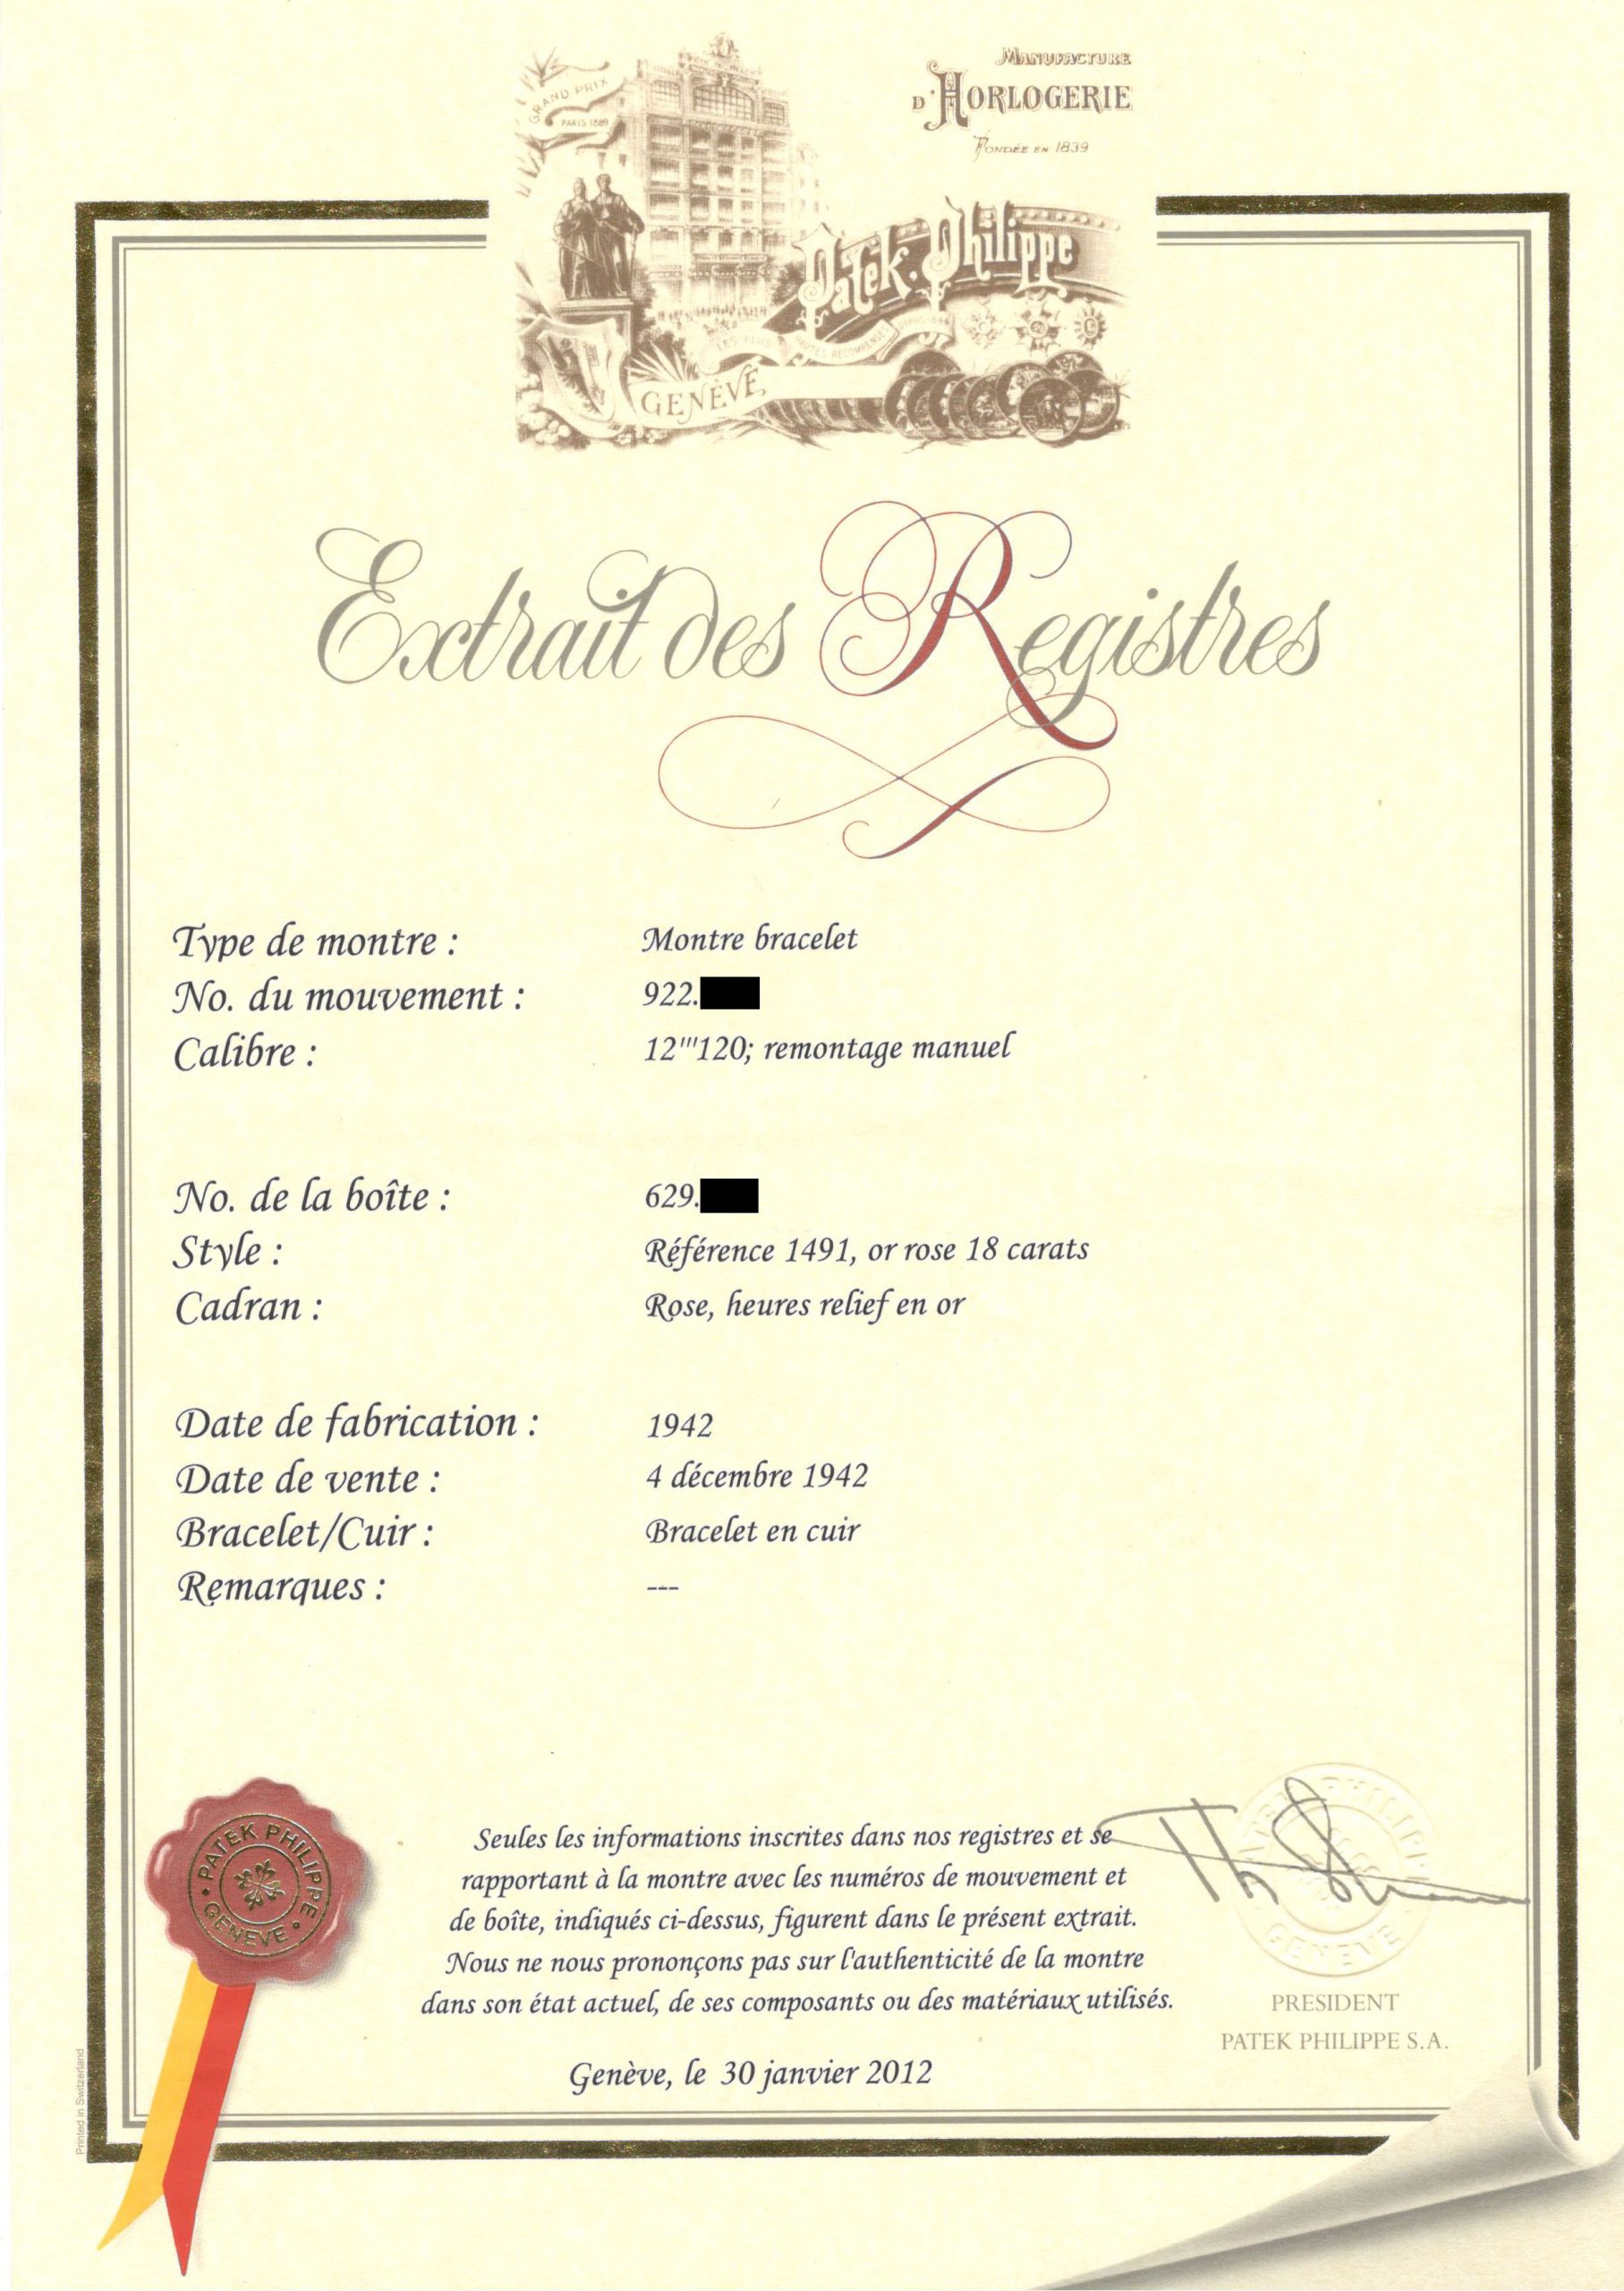 MANUFACTURE
D'HORLOGERIE
FONDÉE EN 1839
GRAND PRIX
PARIS 1889
Patek Philippe
LES PLUS HAUTES RECOMPENSES
GENÈVE
Extrait des Registres
Type de montre : Montre bracelet
No. du mouvement : 922.
Calibre : 12'''120; remontage manuel
No. de la boîte : 629.
Style : Référence 1491, or rose 18 carats
Cadran : Rose, heures relief en or
Date de fabrication : 1942
Date de vente : 4 décembre 1942
Bracelet/Cuir : Bracelet en cuir
Remarques : ---
Seules les informations inscrites dans nos registres et se
rapportant à la montre avec les numéros de mouvement et
de boîte, indiqués ci-dessus, figurent dans le présent extrait.
Nous ne nous prononçons pas sur l'authenticité de la montre
dans son état actuel, de ses composants ou des matériaux utilisés.
Genève, le 30 janvier 2012
PATEK PHILIPPE
GENEVE
PRESIDENT
PATEK PHILIPPE S.A.
Printed in Switzerland